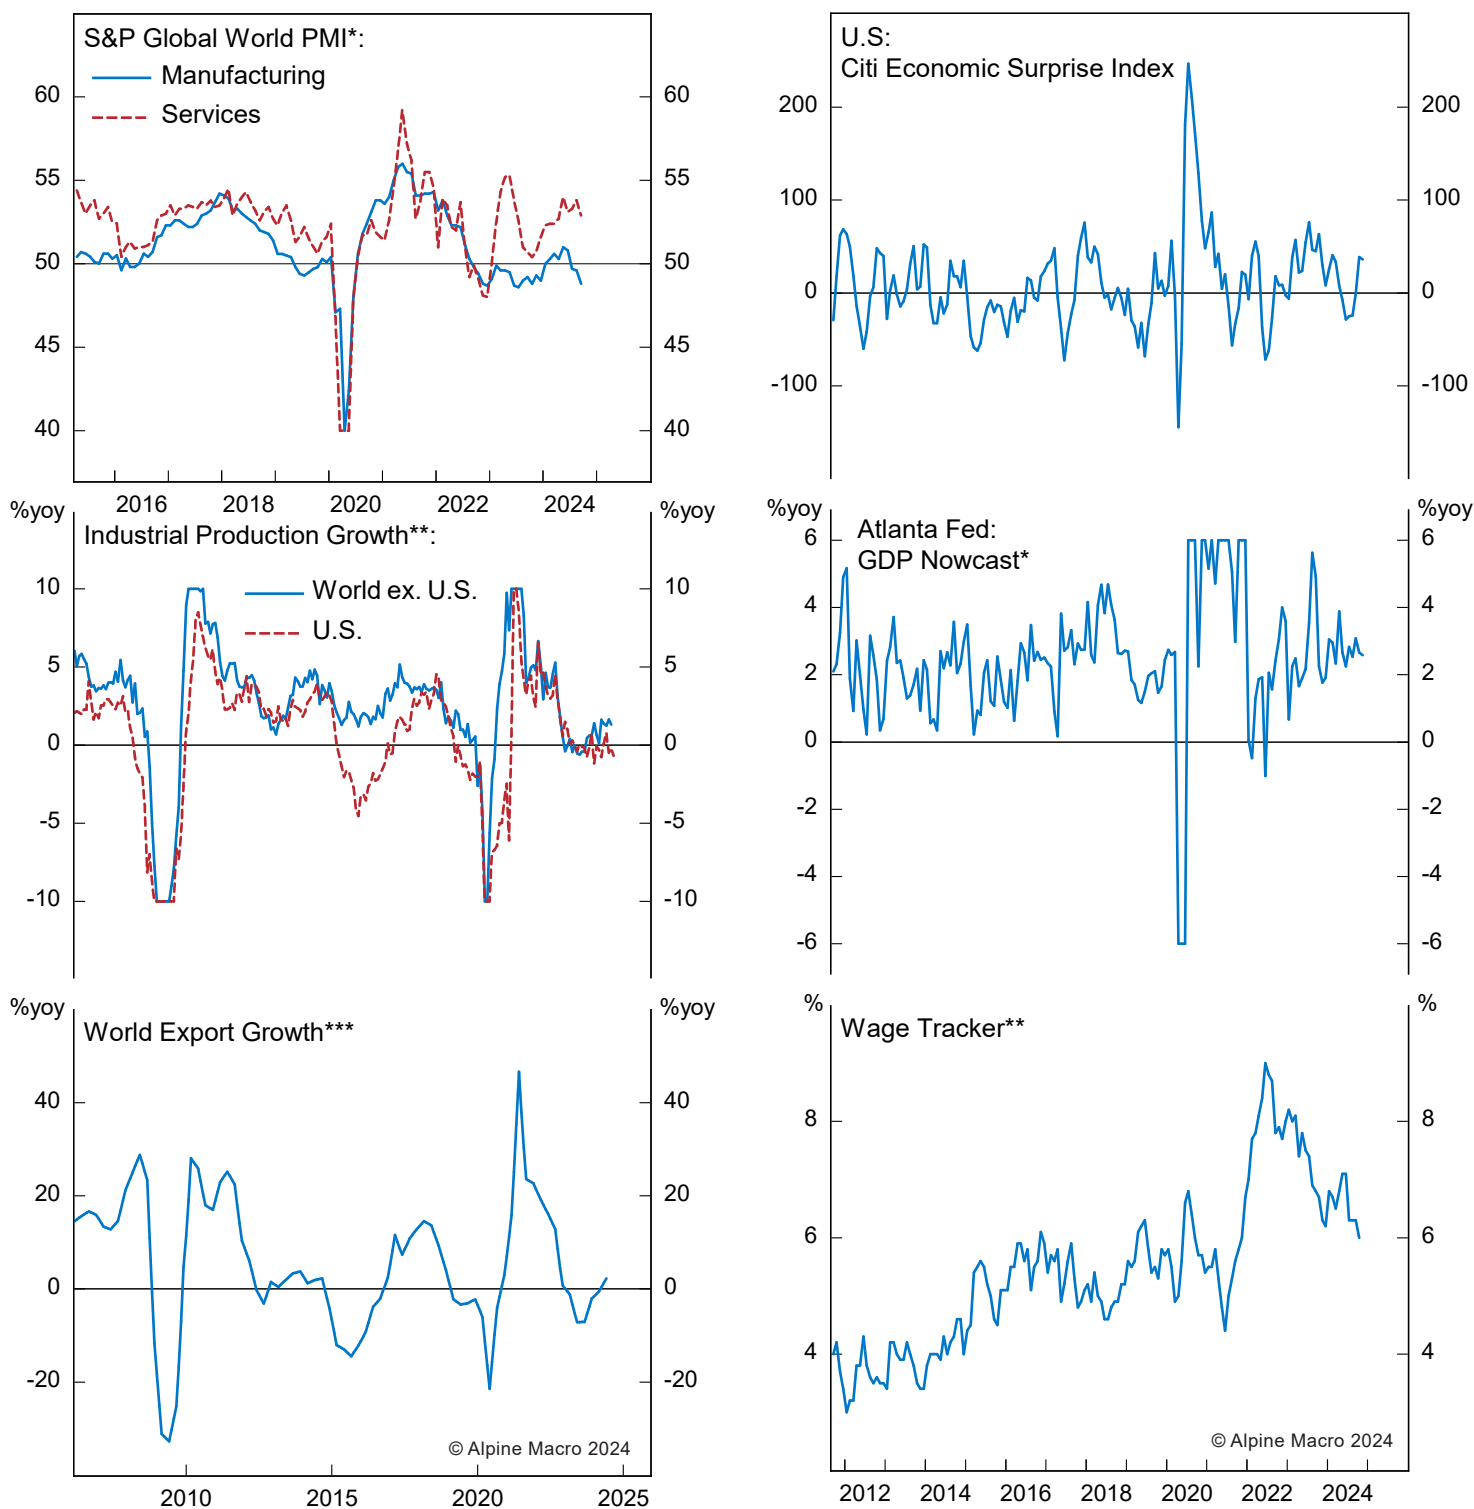 S&P Global World PMI*:
Manufacturing
Services
60
55
50
45
40
60
55
50
45
40
2016 2018 2020 2022 2024
%yoy
%yoy
Industrial Production Growth**:
World ex. U.S.
U.S.
10
5
0
-5
-10
10
5
0
-5
-10
%yoy
%yoy
World Export Growth***
40
20
0
-20
40
20
0
-20
© Alpine Macro 2024
2010 2015 2020 2025
U.S:
Citi Economic Surprise Index
200
100
0
-100
200
100
0
-100
%yoy
%yoy
Atlanta Fed:
GDP Nowcast*
6
4
2
0
-2
-4
-6
6
4
2
0
-2
-4
-6
%
%
Wage Tracker**
8
6
4
8
6
4
© Alpine Macro 2024
2012 2014 2016 2018 2020 2022 2024